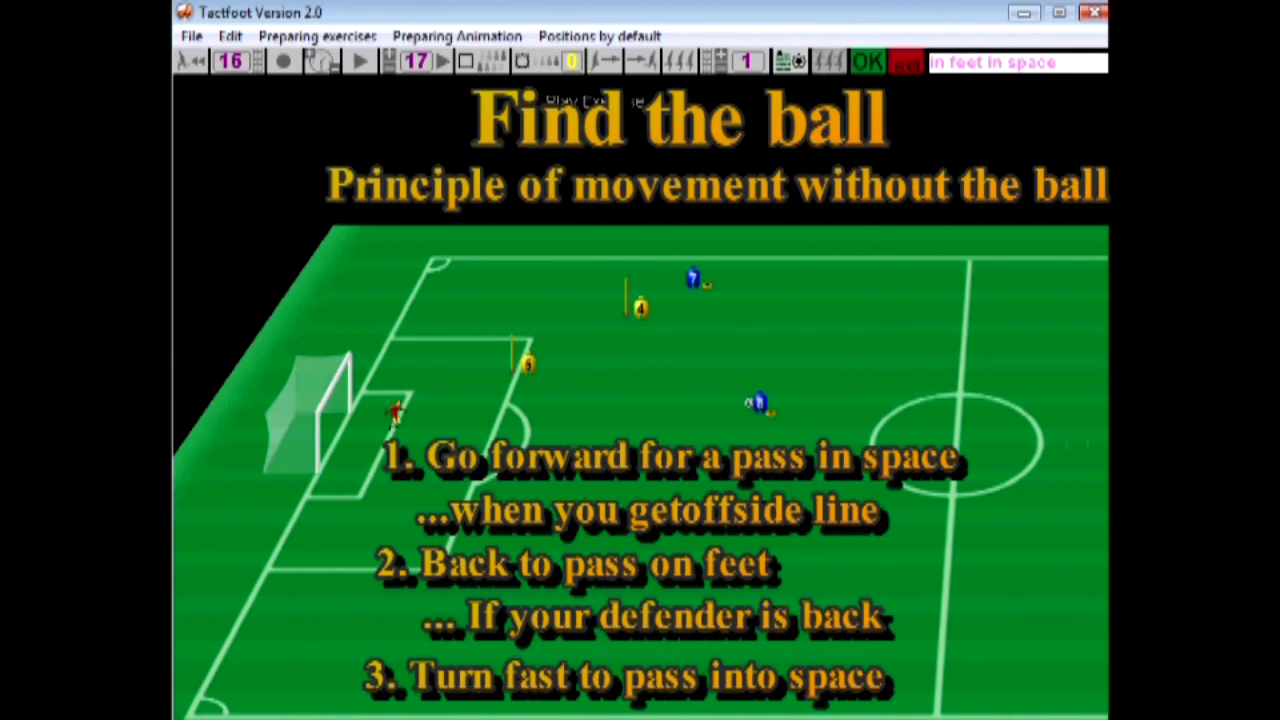 Tactfoot Version 2.0
File Edit Preparing exercises Preparing Animation Positions by default
16 17 0 1 OK in feet in space
Find the ball
Principle of movement without the ball
7
4
1. Go forward for a pass in space
...when you getoffside line
2. Back to pass on feet
... If your defender is back
3. Turn fast to pass into space